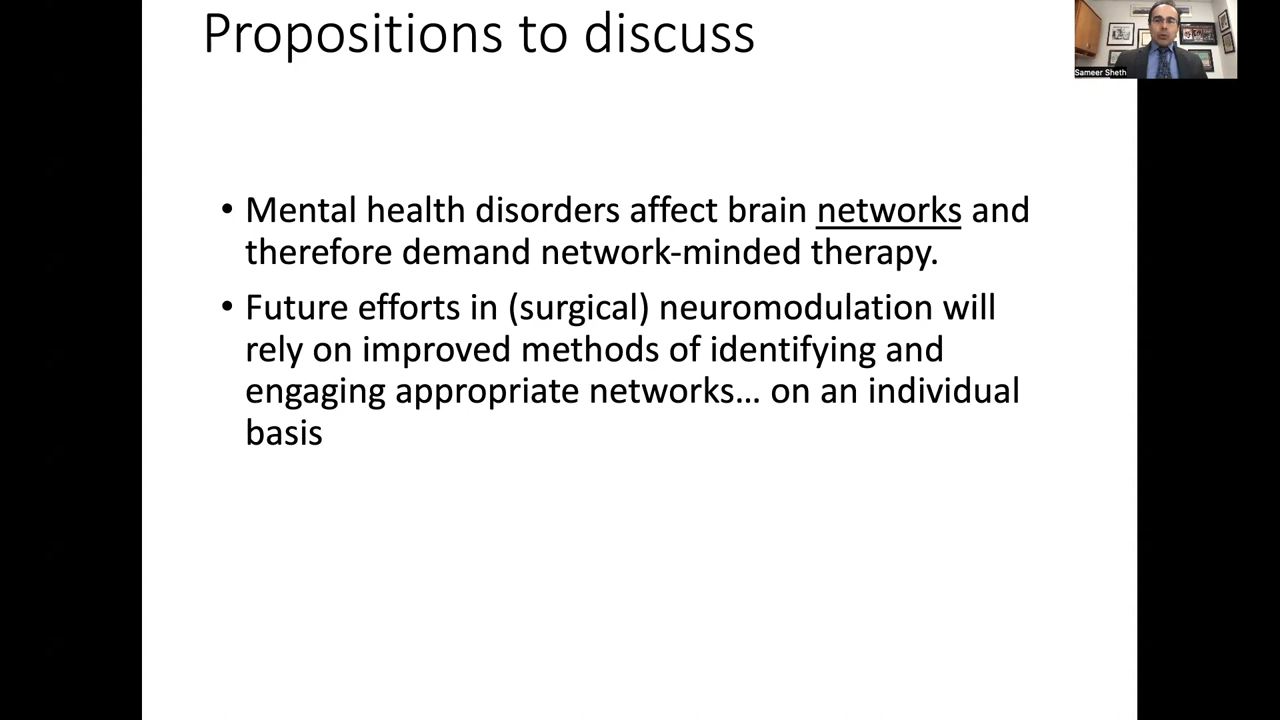 Propositions to discuss
Sameer Sheth
• Mental health disorders affect brain networks and
therefore demand network-minded therapy.
• Future efforts in (surgical) neuromodulation will
rely on improved methods of identifying and
engaging appropriate networks… on an individual
basis